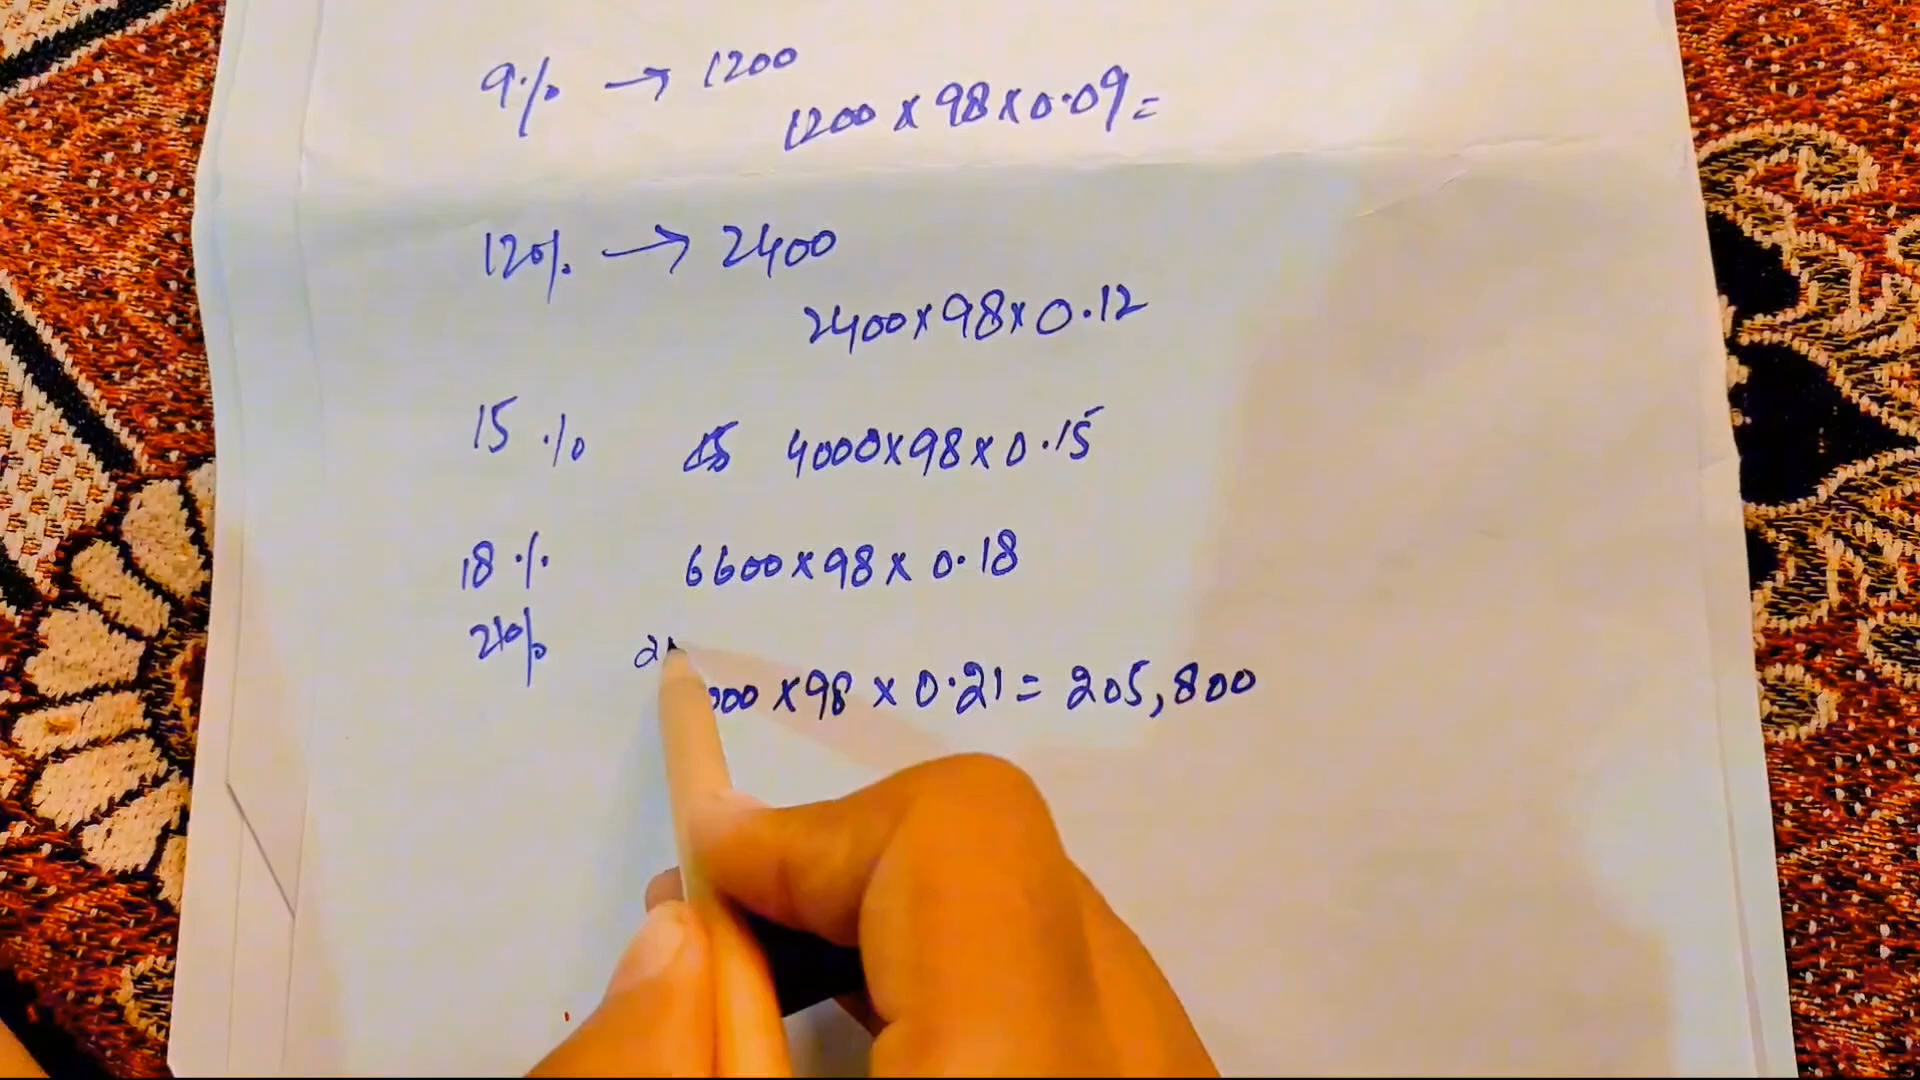 9% → 1200
1200 x 98 x 0.09 =
12% → 2400
2400 x 98 x 0.12
15 % 4000 x 98 x 0.15
18 % 6600 x 98 x 0.18
21%
000 x 98 x 0.21 = 205,800